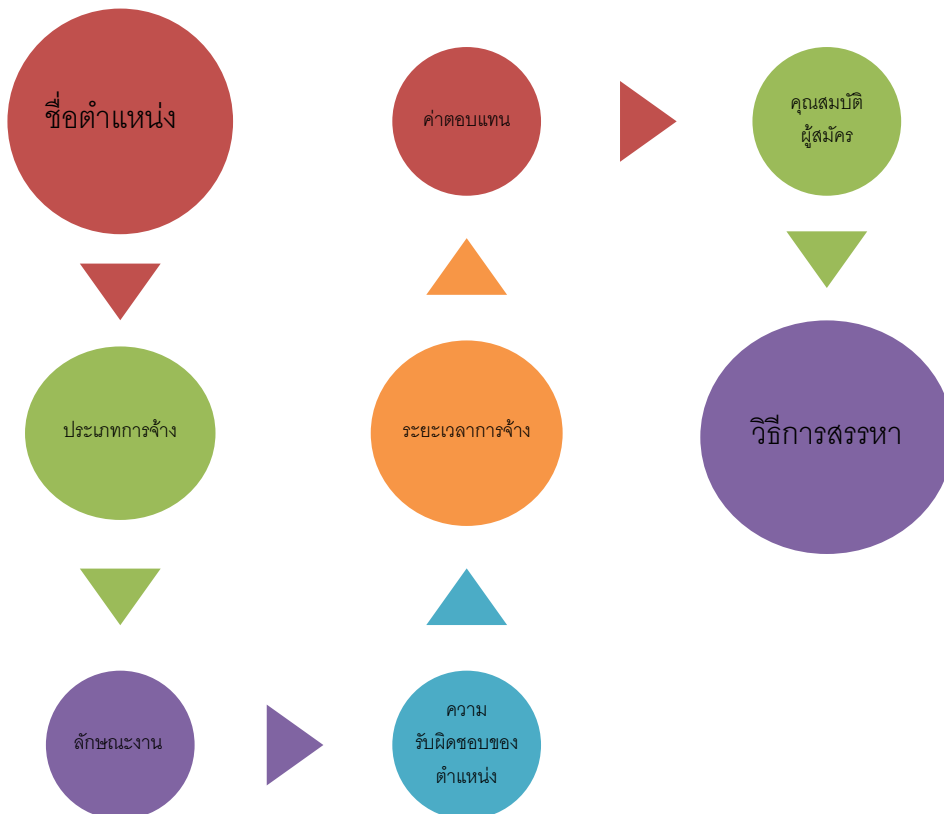 ชื่อตำแหน่ง
ประเภทการจ้าง
ลักษณะงาน
ความ
รับผิดชอบของ
ตำแหน่ง
ระยะเวลาการจ้าง
ค่าตอบแทน
คุณสมบัติ
ผู้สมัคร
วิธีการสรรหา